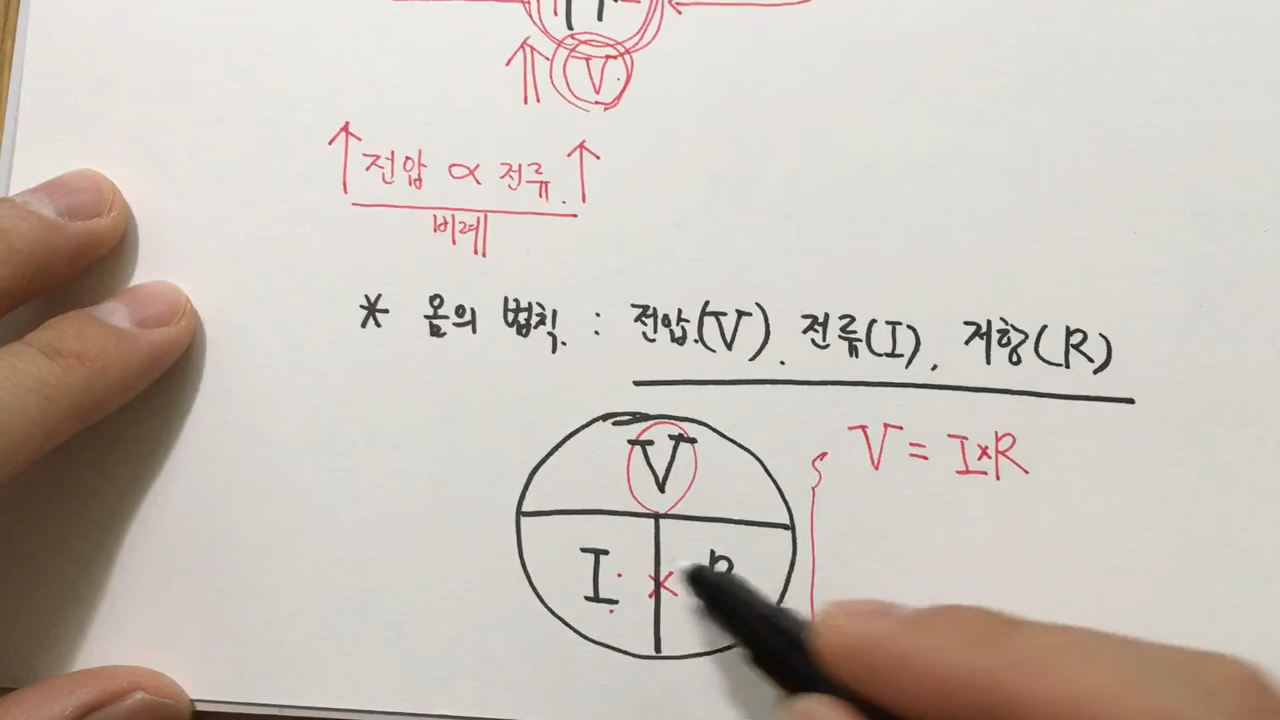 V
전압 ∝ 전류.
비례
* 옴의 법칙. : 전압.(V). 전류(I), 저항(R)
V = I×R
V
I × R